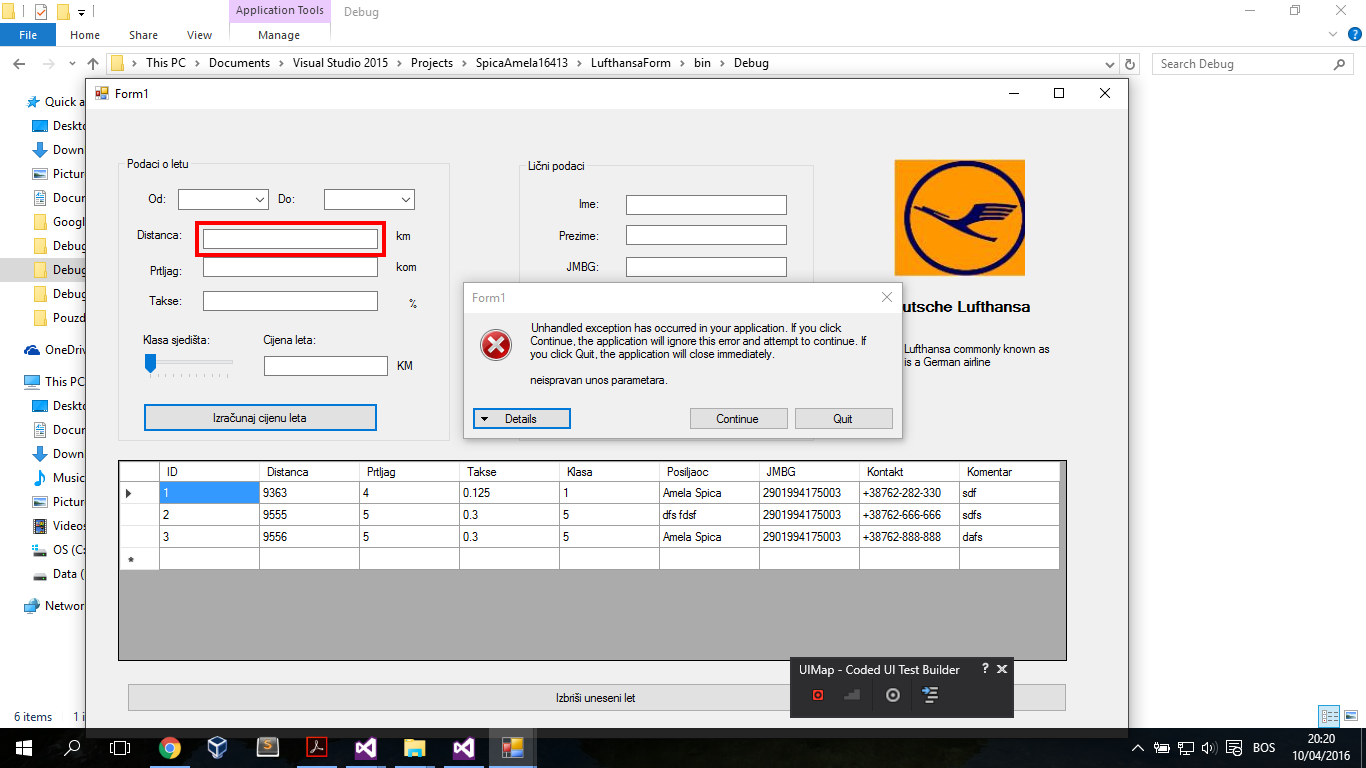 Application Tools
Debug
File
Home
Share
View
Manage
This PC
Documents
Visual Studio 2015
Projects
SpicaAmela16413
LufthansaForm
bin
Debug
Search Debug
Quick a
Deskto
Down
Pictur
Docur
Googl
Debug
Debug
Debug
Pouzd
OneDriv
This PC
Deskto
Docur
Down
Music
Pictur
Videos
OS (C:
Data (
Networ
6 items
1 i
Form1
Podaci o letu
Od:
Do:
Distanca:
km
Prtljag:
kom
Takse:
%
Klasa sjedišta:
Cijena leta:
KM
Izračunaj cijenu leta
Lični podaci
Ime:
Prezime:
JMBG:
utsche Lufthansa
Lufthansa commonly known as
is a German airline
Form1
Unhandled exception has occurred in your application. If you click
Continue, the application will ignore this error and attempt to continue. If
you click Quit, the application will close immediately.
neispravan unos parametara.
Details
Continue
Quit
ID Distanca Prtljag Takse Klasa Posiljaoc JMBG Kontakt Komentar
1 9363 4 0.125 1 Amela Spica 2901994175003 +38762-282-330 sdf
2 9555 5 0.3 5 dfs fdsf 2901994175003 +38762-666-666 sdfs
3 9556 5 0.3 5 Amela Spica 2901994175003 +38762-888-888 dafs
*
Izbriši uneseni let
UIMap - Coded UI Test Builder
?
BOS
20:20
10/04/2016